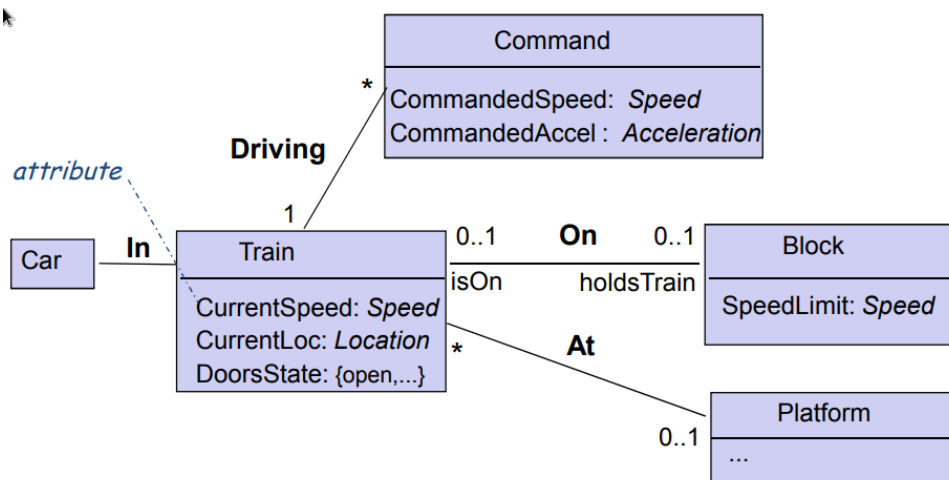 Command
*
CommandedSpeed: Speed
CommandedAccel : Acceleration
Driving
attribute
1
Car
In
Train
0..1
On
0..1
Block
isOn
holdsTrain
CurrentSpeed: Speed
SpeedLimit: Speed
CurrentLoc: Location
*
At
DoorsState: {open,...}
Platform
0..1
...